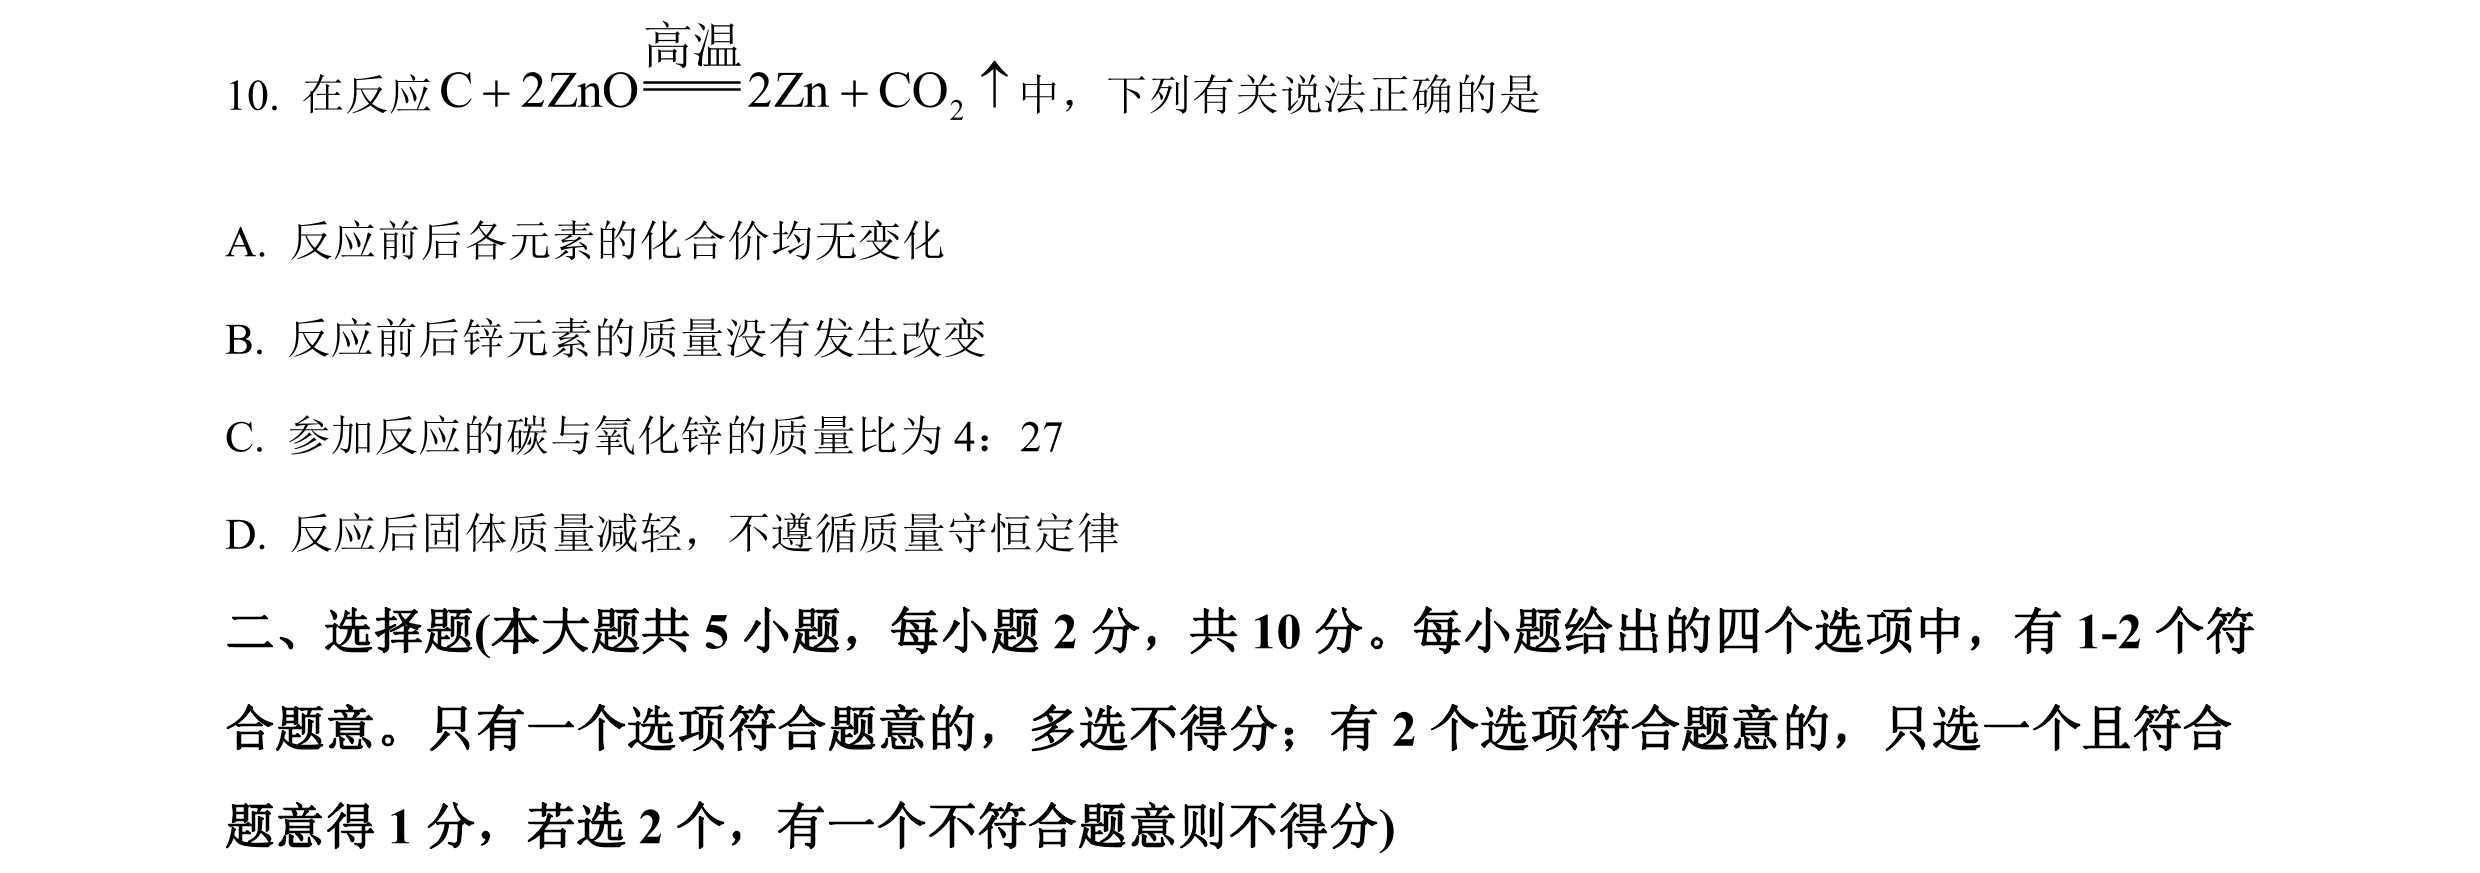 10. 在反应C + 2ZnO 高温 2Zn + CO₂ ↑中，下列有关说法正确的是
A. 反应前后各元素的化合价均无变化
B. 反应前后锌元素的质量没有发生改变
C. 参加反应的碳与氧化锌的质量比为 4：27
D. 反应后固体质量减轻，不遵循质量守恒定律
二、选择题(本大题共 5 小题，每小题 2 分，共 10 分。每小题给出的四个选项中，有 1-2 个符
合题意。只有一个选项符合题意的，多选不得分；有 2 个选项符合题意的，只选一个且符合
题意得 1 分，若选 2 个，有一个不符合题意则不得分)